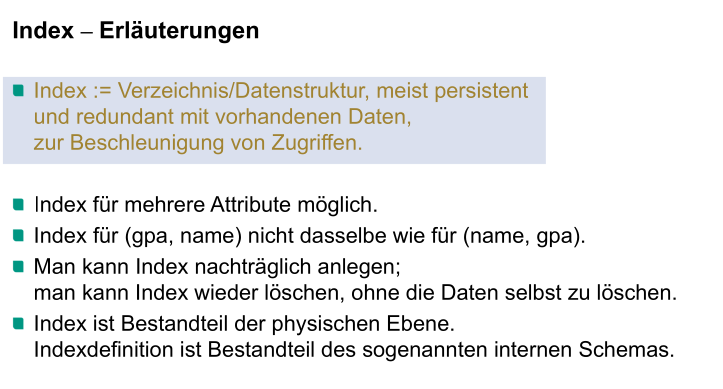 Index – Erläuterungen
Index := Verzeichnis/Datenstruktur, meist persistent
und redundant mit vorhandenen Daten,
zur Beschleunigung von Zugriffen.
Index für mehrere Attribute möglich.
Index für (gpa, name) nicht dasselbe wie für (name, gpa).
Man kann Index nachträglich anlegen;
man kann Index wieder löschen, ohne die Daten selbst zu löschen.
Index ist Bestandteil der physischen Ebene.
Indexdefinition ist Bestandteil des sogenannten internen Schemas.